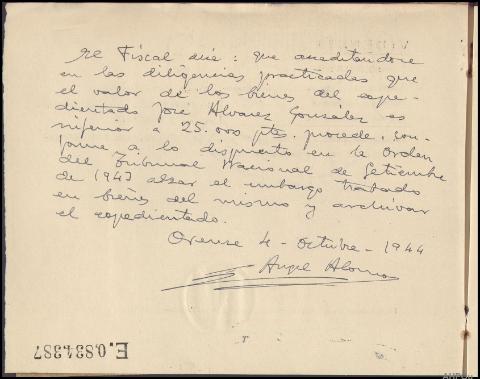 El Fiscal dice: que acreditandose
en las diligencias practicadas que
el valor de los bienes del expe-
dientado José Alvarez González es
inferior a 25.000 pts. procede, con-
forme a lo dispuesto en la Orden
del Tribunal Nacional de Setiembre
de 1943 alzar el embargo trabado
en bienes del mismo y archivar
el expedientado.
Orense 4 - octubre - 1944
Angel Alonso
E.0.834.387